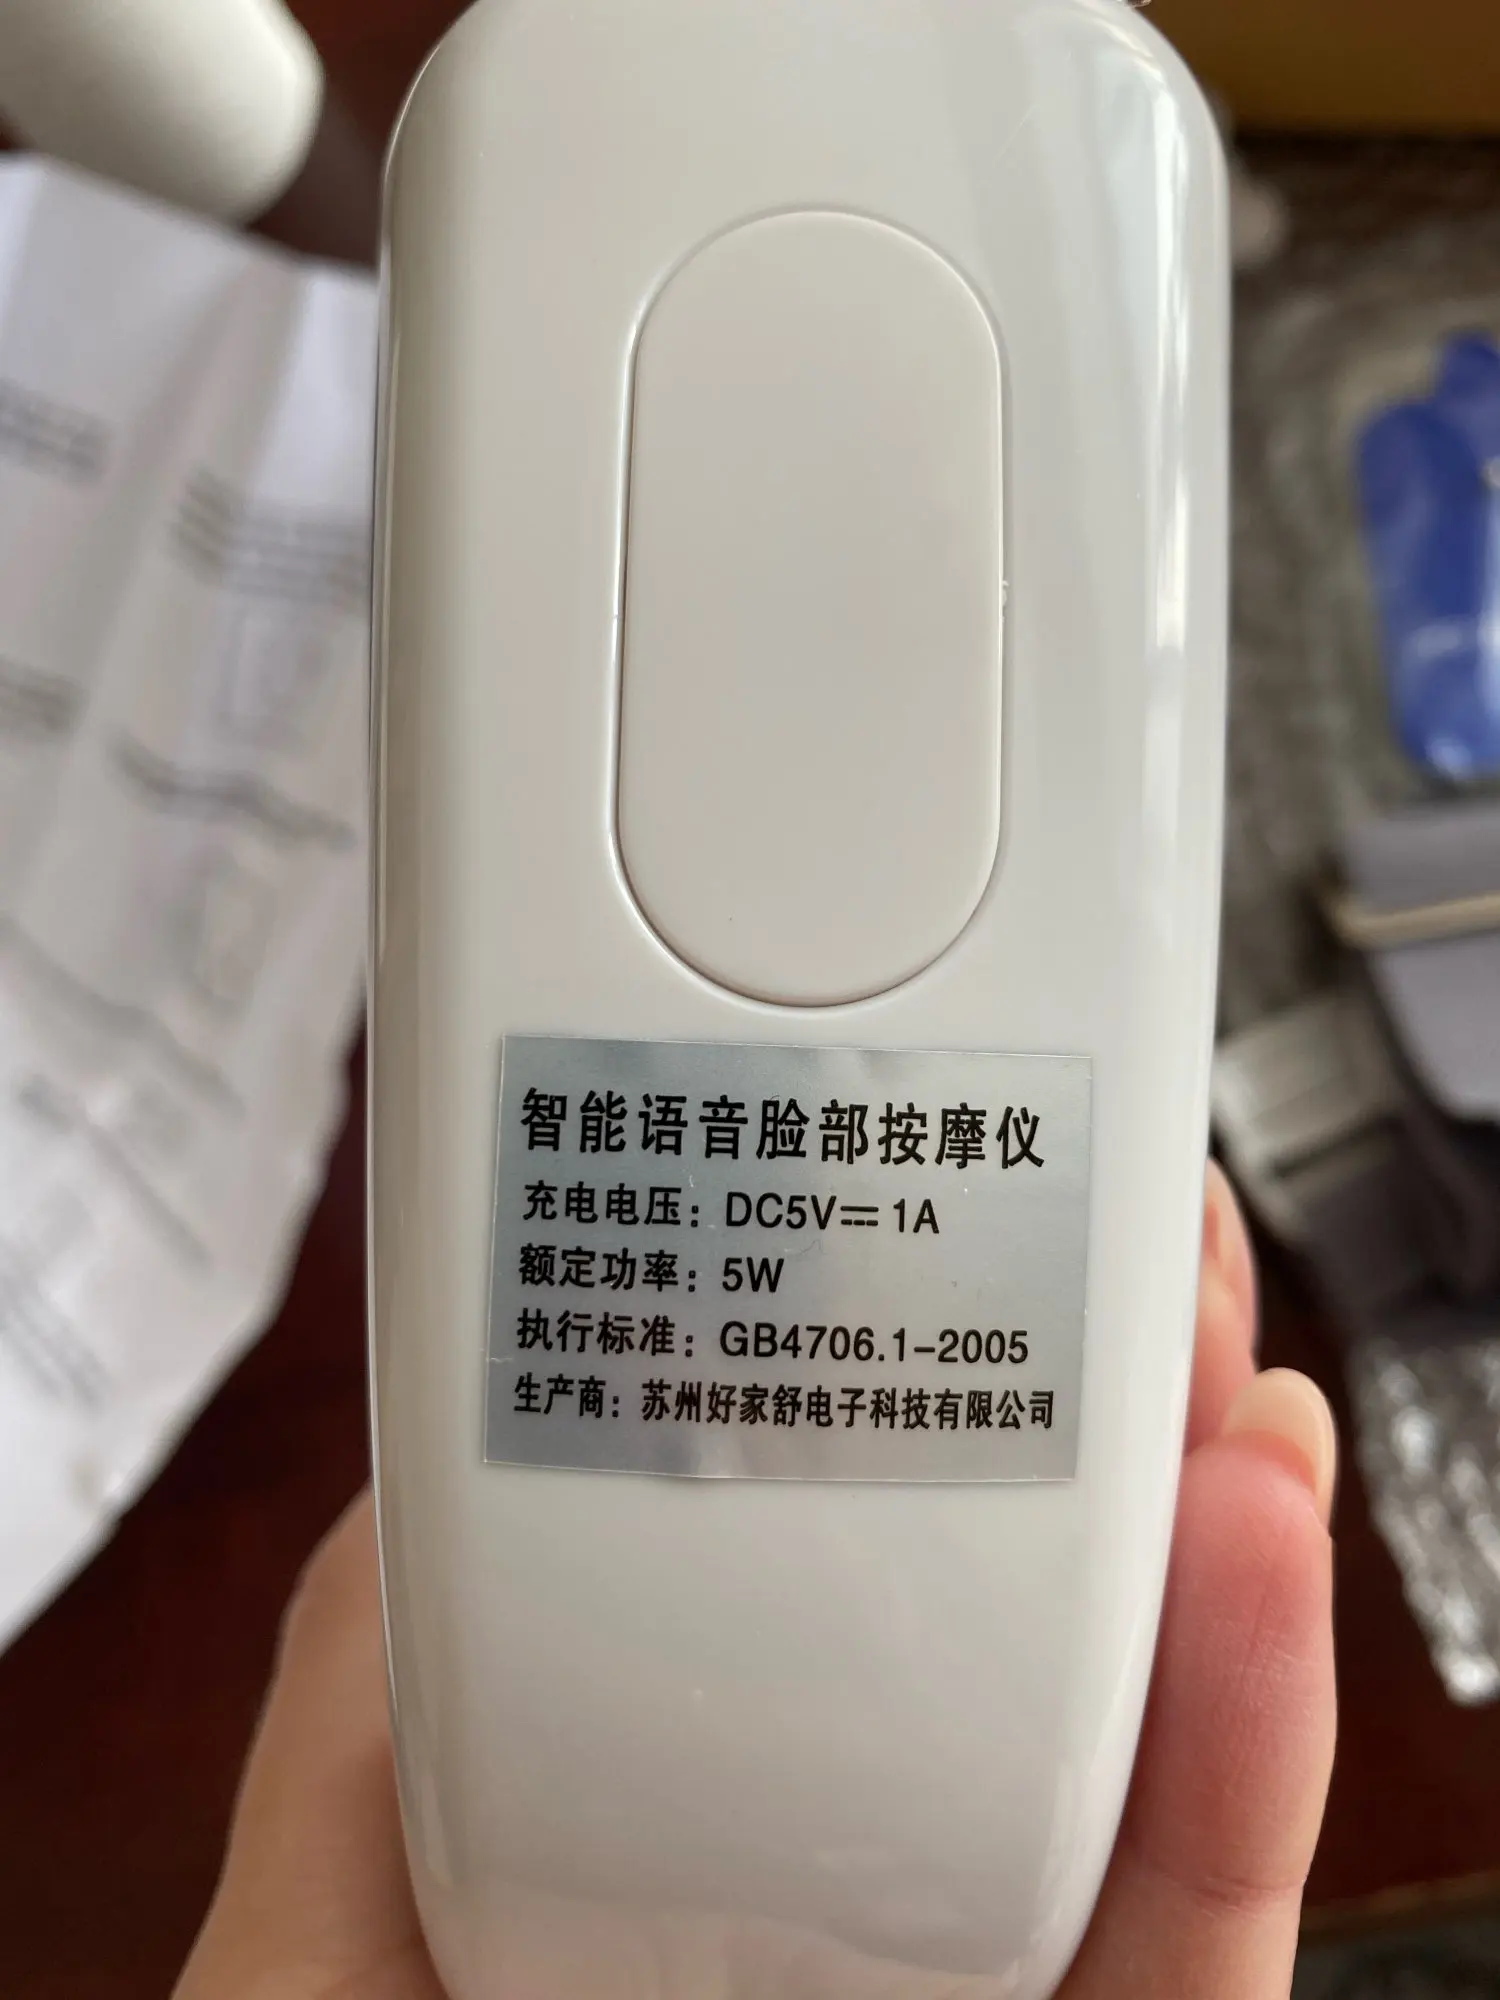 智能语音脸部按摩仪
充电电压：DC5V⎓1A
额定功率：5W
执行标准：GB4706.1-2005
生产商：苏州好家舒电子科技有限公司